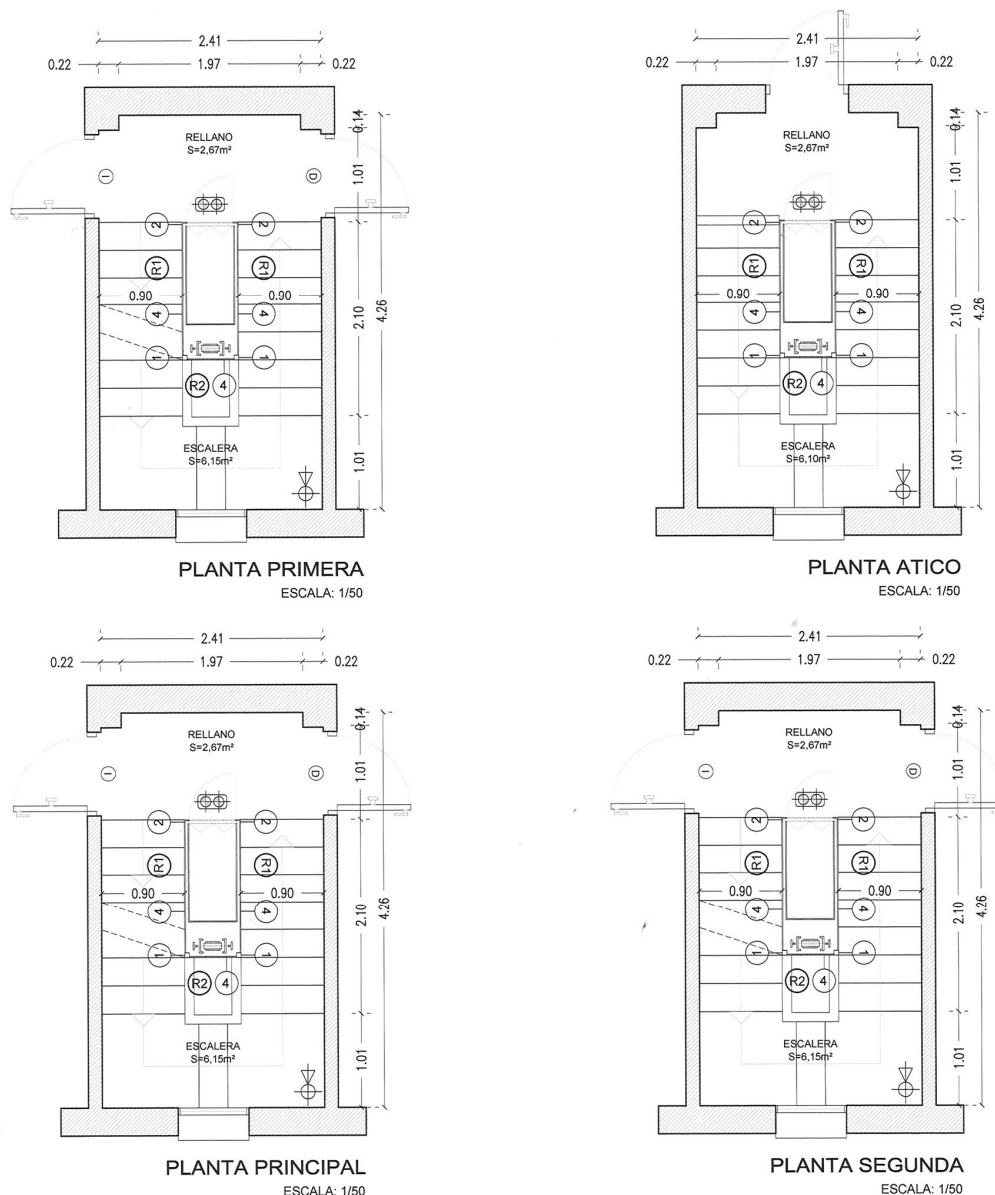 2.41
0.22 1.97 0.22
RELLANO
S=2,67m²
0.14
1.01
I D
2 2
R1 R1
0.90 0.90
4 4
2.10
4.26
1 1
R2 4
ESCALERA
S=6,15m²
1.01
PLANTA PRIMERA
ESCALA: 1/50
2.41
0.22 1.97 0.22
RELLANO
S=2,67m²
0.14
1.01
2 2
R1 R1
0.90 0.90
4 4
2.10
4.26
1 1
R2 4
ESCALERA
S=6,10m²
1.01
PLANTA ATICO
ESCALA: 1/50
2.41
0.22 1.97 0.22
RELLANO
S=2,67m²
0.14
1.01
I D
2 2
R1 R1
0.90 0.90
4 4
2.10
4.26
1 1
R2 4
ESCALERA
S=6,15m²
1.01
PLANTA PRINCIPAL
ESCALA: 1/50
2.41
0.22 1.97 0.22
RELLANO
S=2,67m²
0.14
1.01
I D
2 2
R1 R1
0.90 0.90
4 4
2.10
4.26
1 1
R2 4
ESCALERA
S=6,15m²
1.01
PLANTA SEGUNDA
ESCALA: 1/50